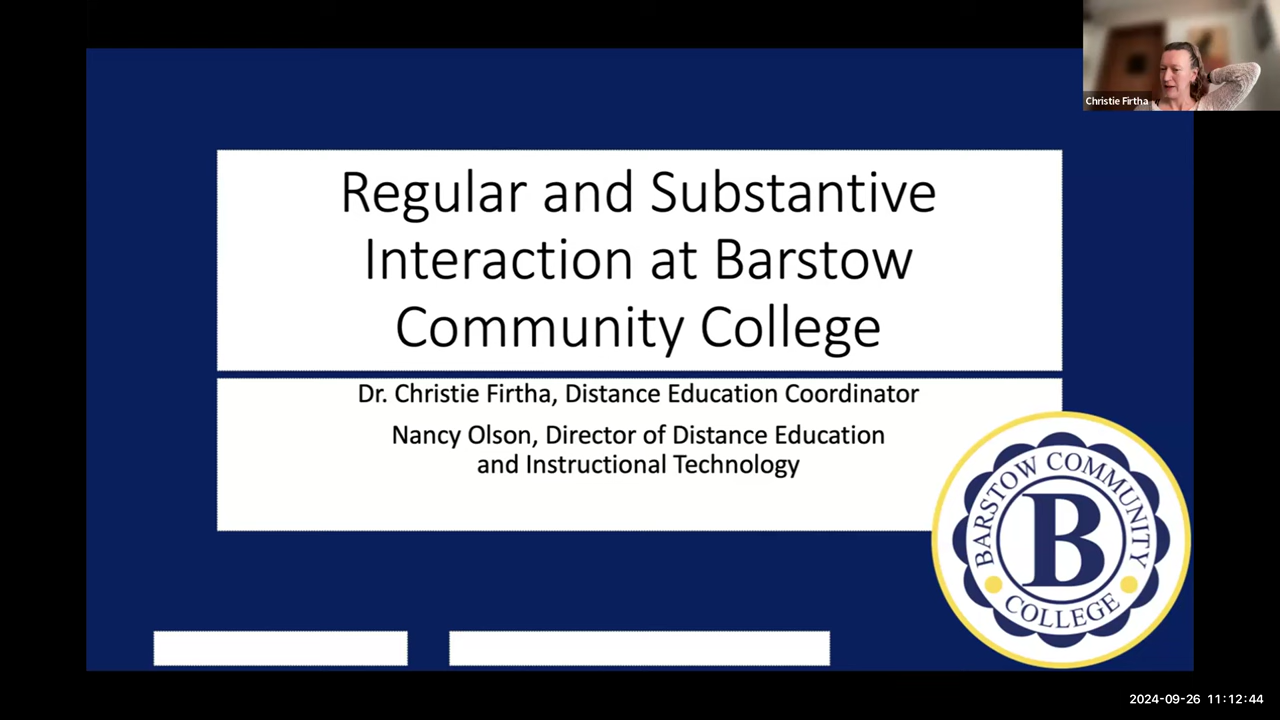 Christie Firtha
Regular and Substantive
Interaction at Barstow
Community College
Dr. Christie Firtha, Distance Education Coordinator
Nancy Olson, Director of Distance Education
and Instructional Technology
BARSTOW COMMUNITY
B
COLLEGE
2024-09-26 11:12:44